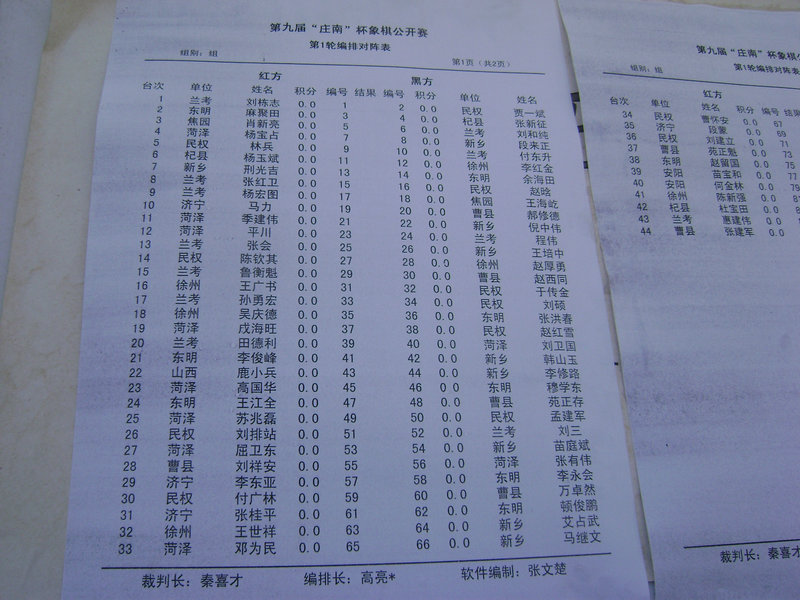 第九届“庄南”杯象棋公开赛
第1轮编排对阵表
组别：组 第1页（共2页）
红方 黑方
台次 单位 姓名 积分 编号 结果 编号 积分 单位 姓名
1 兰考 刘栋志 0.0 1 2 0.0 民权 贾一斌
2 东明 麻聚田 0.0 3 4 0.0 杞县 张新征
3 焦园 肖新亮 0.0 5 6 0.0 兰考 刘和纯
4 菏泽 杨宝占 0.0 7 8 0.0 新乡 段来正
5 民权 林兵 0.0 9 10 0.0 兰考 付东升
6 杞县 杨玉斌 0.0 11 12 0.0 徐州 李红金
7 新乡 邢光吉 0.0 13 14 0.0 东明 余海田
8 兰考 张红卫 0.0 15 16 0.0 民权 赵晗
9 兰考 杨宏图 0.0 17 18 0.0 焦园 王海屹
10 济宁 马力 0.0 19 20 0.0 曹县 郝修德
11 菏泽 季建伟 0.0 21 22 0.0 新乡 倪中伟
12 菏泽 平川 0.0 23 24 0.0 兰考 程伟
13 兰考 张会 0.0 25 26 0.0 新乡 王培中
14 民权 陈钦其 0.0 27 28 0.0 徐州 赵厚勇
15 兰考 鲁衡魁 0.0 29 30 0.0 曹县 赵西同
16 徐州 王广书 0.0 31 32 0.0 民权 于传金
17 兰考 孙勇宏 0.0 33 34 0.0 民权 刘硕
18 徐州 吴庆德 0.0 35 36 0.0 东明 张洪春
19 菏泽 戊海旺 0.0 37 38 0.0 民权 赵红雪
20 兰考 田德利 0.0 39 40 0.0 菏泽 刘卫国
21 东明 李俊峰 0.0 41 42 0.0 新乡 韩山玉
22 山西 鹿小兵 0.0 43 44 0.0 新乡 李修路
23 菏泽 高国华 0.0 45 46 0.0 东明 穆学东
24 东明 王江全 0.0 47 48 0.0 曹县 苑正存
25 菏泽 苏兆磊 0.0 49 50 0.0 民权 孟建军
26 民权 刘排站 0.0 51 52 0.0 兰考 刘三
27 菏泽 屈卫东 0.0 53 54 0.0 新乡 苗庭斌
28 曹县 刘祥安 0.0 55 56 0.0 菏泽 张有伟
29 济宁 李东亚 0.0 57 58 0.0 东明 李永会
30 民权 付广林 0.0 59 60 0.0 曹县 万卓然
31 济宁 张桂平 0.0 61 62 0.0 东明 顿俊鹏
32 徐州 王世祥 0.0 63 64 0.0 新乡 艾占武
33 菏泽 邓为民 0.0 65 66 0.0 新乡 马继文
裁判长：秦喜才 编排长：高亮* 软件编制：张文楚
第九届“庄南”杯象棋公
第1轮编排对阵表
组别：组
红方
台次 单位 姓名 积分 编号 结果
34 民权 曹怀安 0.0 67
35 济宁 段象 0.0 69
36 民权 刘建立 0.0 71
37 曹县 苑正魁 0.0 73
38 东明 赵留国 0.0 75
39 安阳 苗宝和 0.0 77
40 安阳 何金林 0.0 79
41 徐州 陈新强 0.0
42 杞县 杜宝田 0.0
43 兰考 惠建伟 0.0
44 曹县 张建军 0.0
裁判长：秦喜才